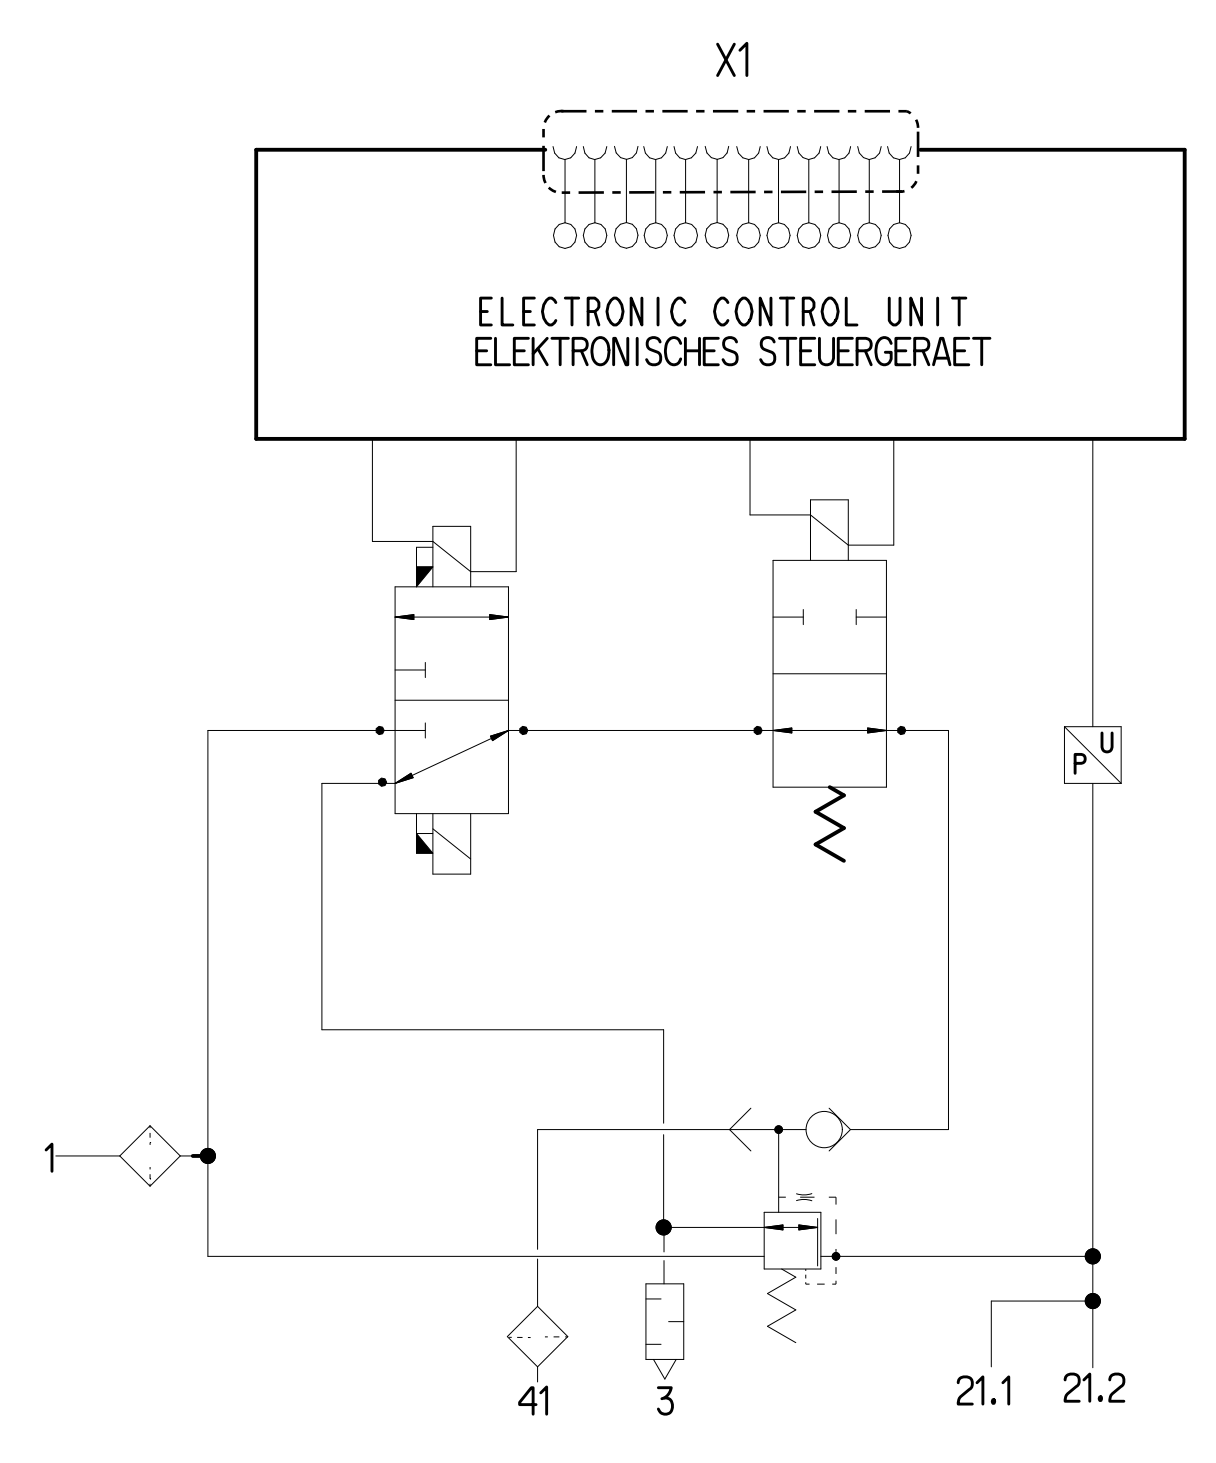 X1
ELECTRONIC CONTROL UNIT
ELEKTRONISCHES STEUERGERAET
U
P
1
41
3
21.1
21.2